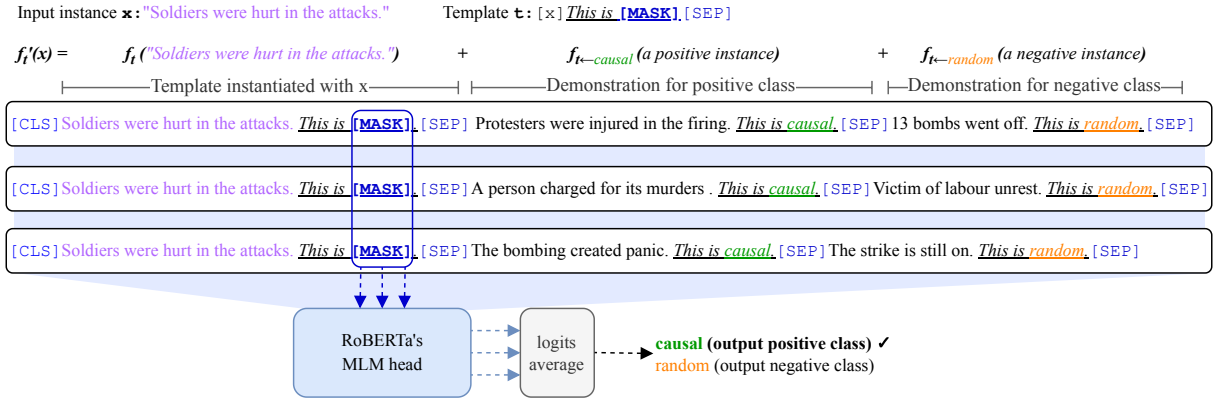 Input instance x:"Soldiers were hurt in the attacks." Template t:[x]This is [MASK][SEP]
fₜ'(x) = fₜ ("Soldiers were hurt in the attacks.") + fₜ←causal (a positive instance) + fₜ←random (a negative instance)
Template instantiated with x Demonstration for positive class Demonstration for negative class
[CLS]Soldiers were hurt in the attacks. This is [MASK].[SEP] Protesters were injured in the firing. This is causal.[SEP] 13 bombs went off. This is random.[SEP]
[CLS]Soldiers were hurt in the attacks. This is [MASK].[SEP] A person charged for its murders . This is causal.[SEP] Victim of labour unrest. This is random.[SEP]
[CLS]Soldiers were hurt in the attacks. This is [MASK].[SEP] The bombing created panic. This is causal.[SEP] The strike is still on. This is random.[SEP]
RoBERTa's
MLM head
logits
average
causal (output positive class) ✓
random (output negative class)